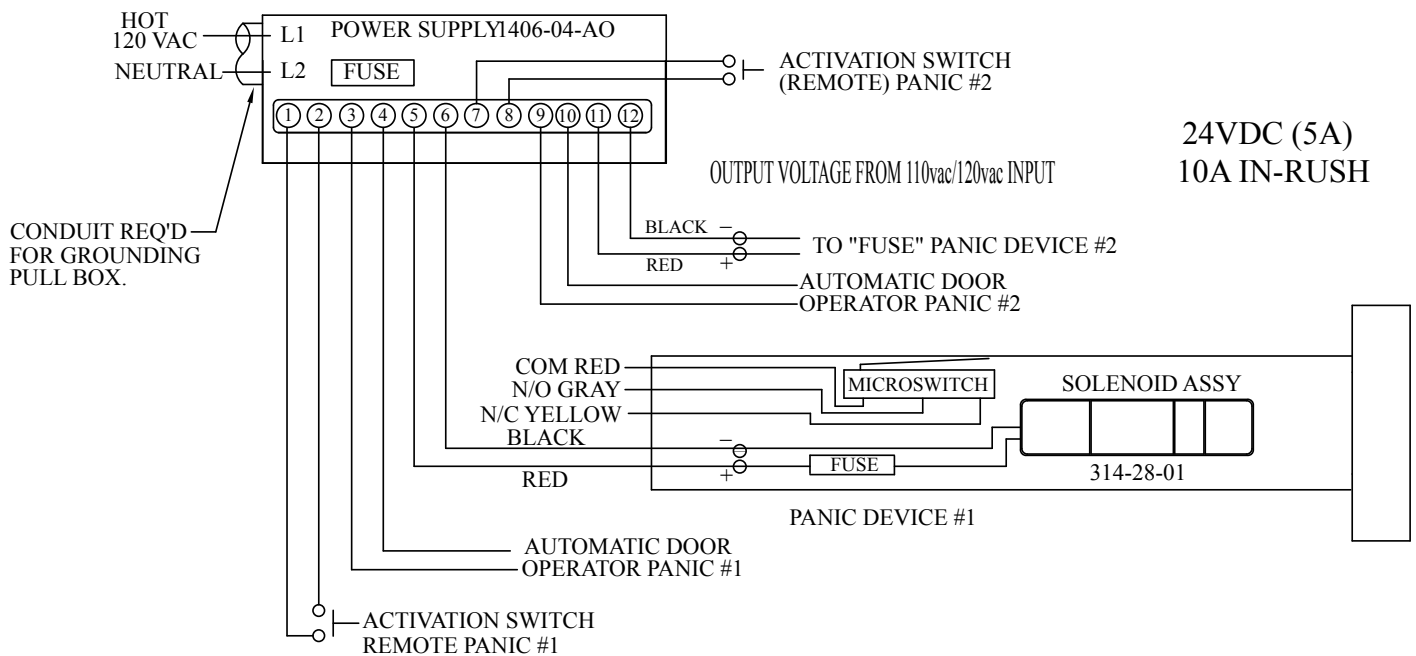 HOT
120 VAC
NEUTRAL
L1
L2
POWER SUPPLY1406-04-AO
FUSE
1 2 3 4 5 6 7 8 9 10 11 12
ACTIVATION SWITCH
(REMOTE) PANIC #2
24VDC (5A)
10A IN-RUSH
OUTPUT VOLTAGE FROM 110vac/120vac INPUT
CONDUIT REQ'D
FOR GROUNDING
PULL BOX.
BLACK −
RED +
TO "FUSE" PANIC DEVICE #2
AUTOMATIC DOOR
OPERATOR PANIC #2
COM RED
N/O GRAY
N/C YELLOW
BLACK
RED
−
+
MICROSWITCH
FUSE
SOLENOID ASSY
314-28-01
PANIC DEVICE #1
AUTOMATIC DOOR
OPERATOR PANIC #1
ACTIVATION SWITCH
REMOTE PANIC #1